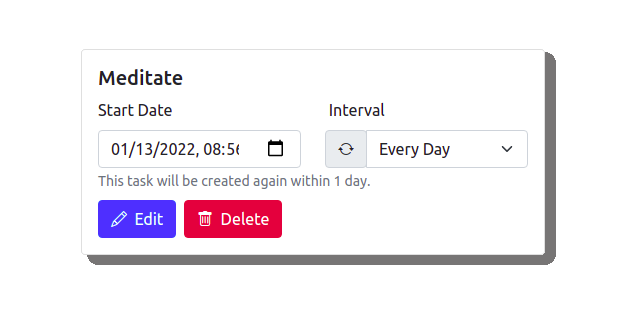 Meditate
Start Date Interval
01/13/2022, 08:56 Every Day
This task will be created again within 1 day.
Edit Delete